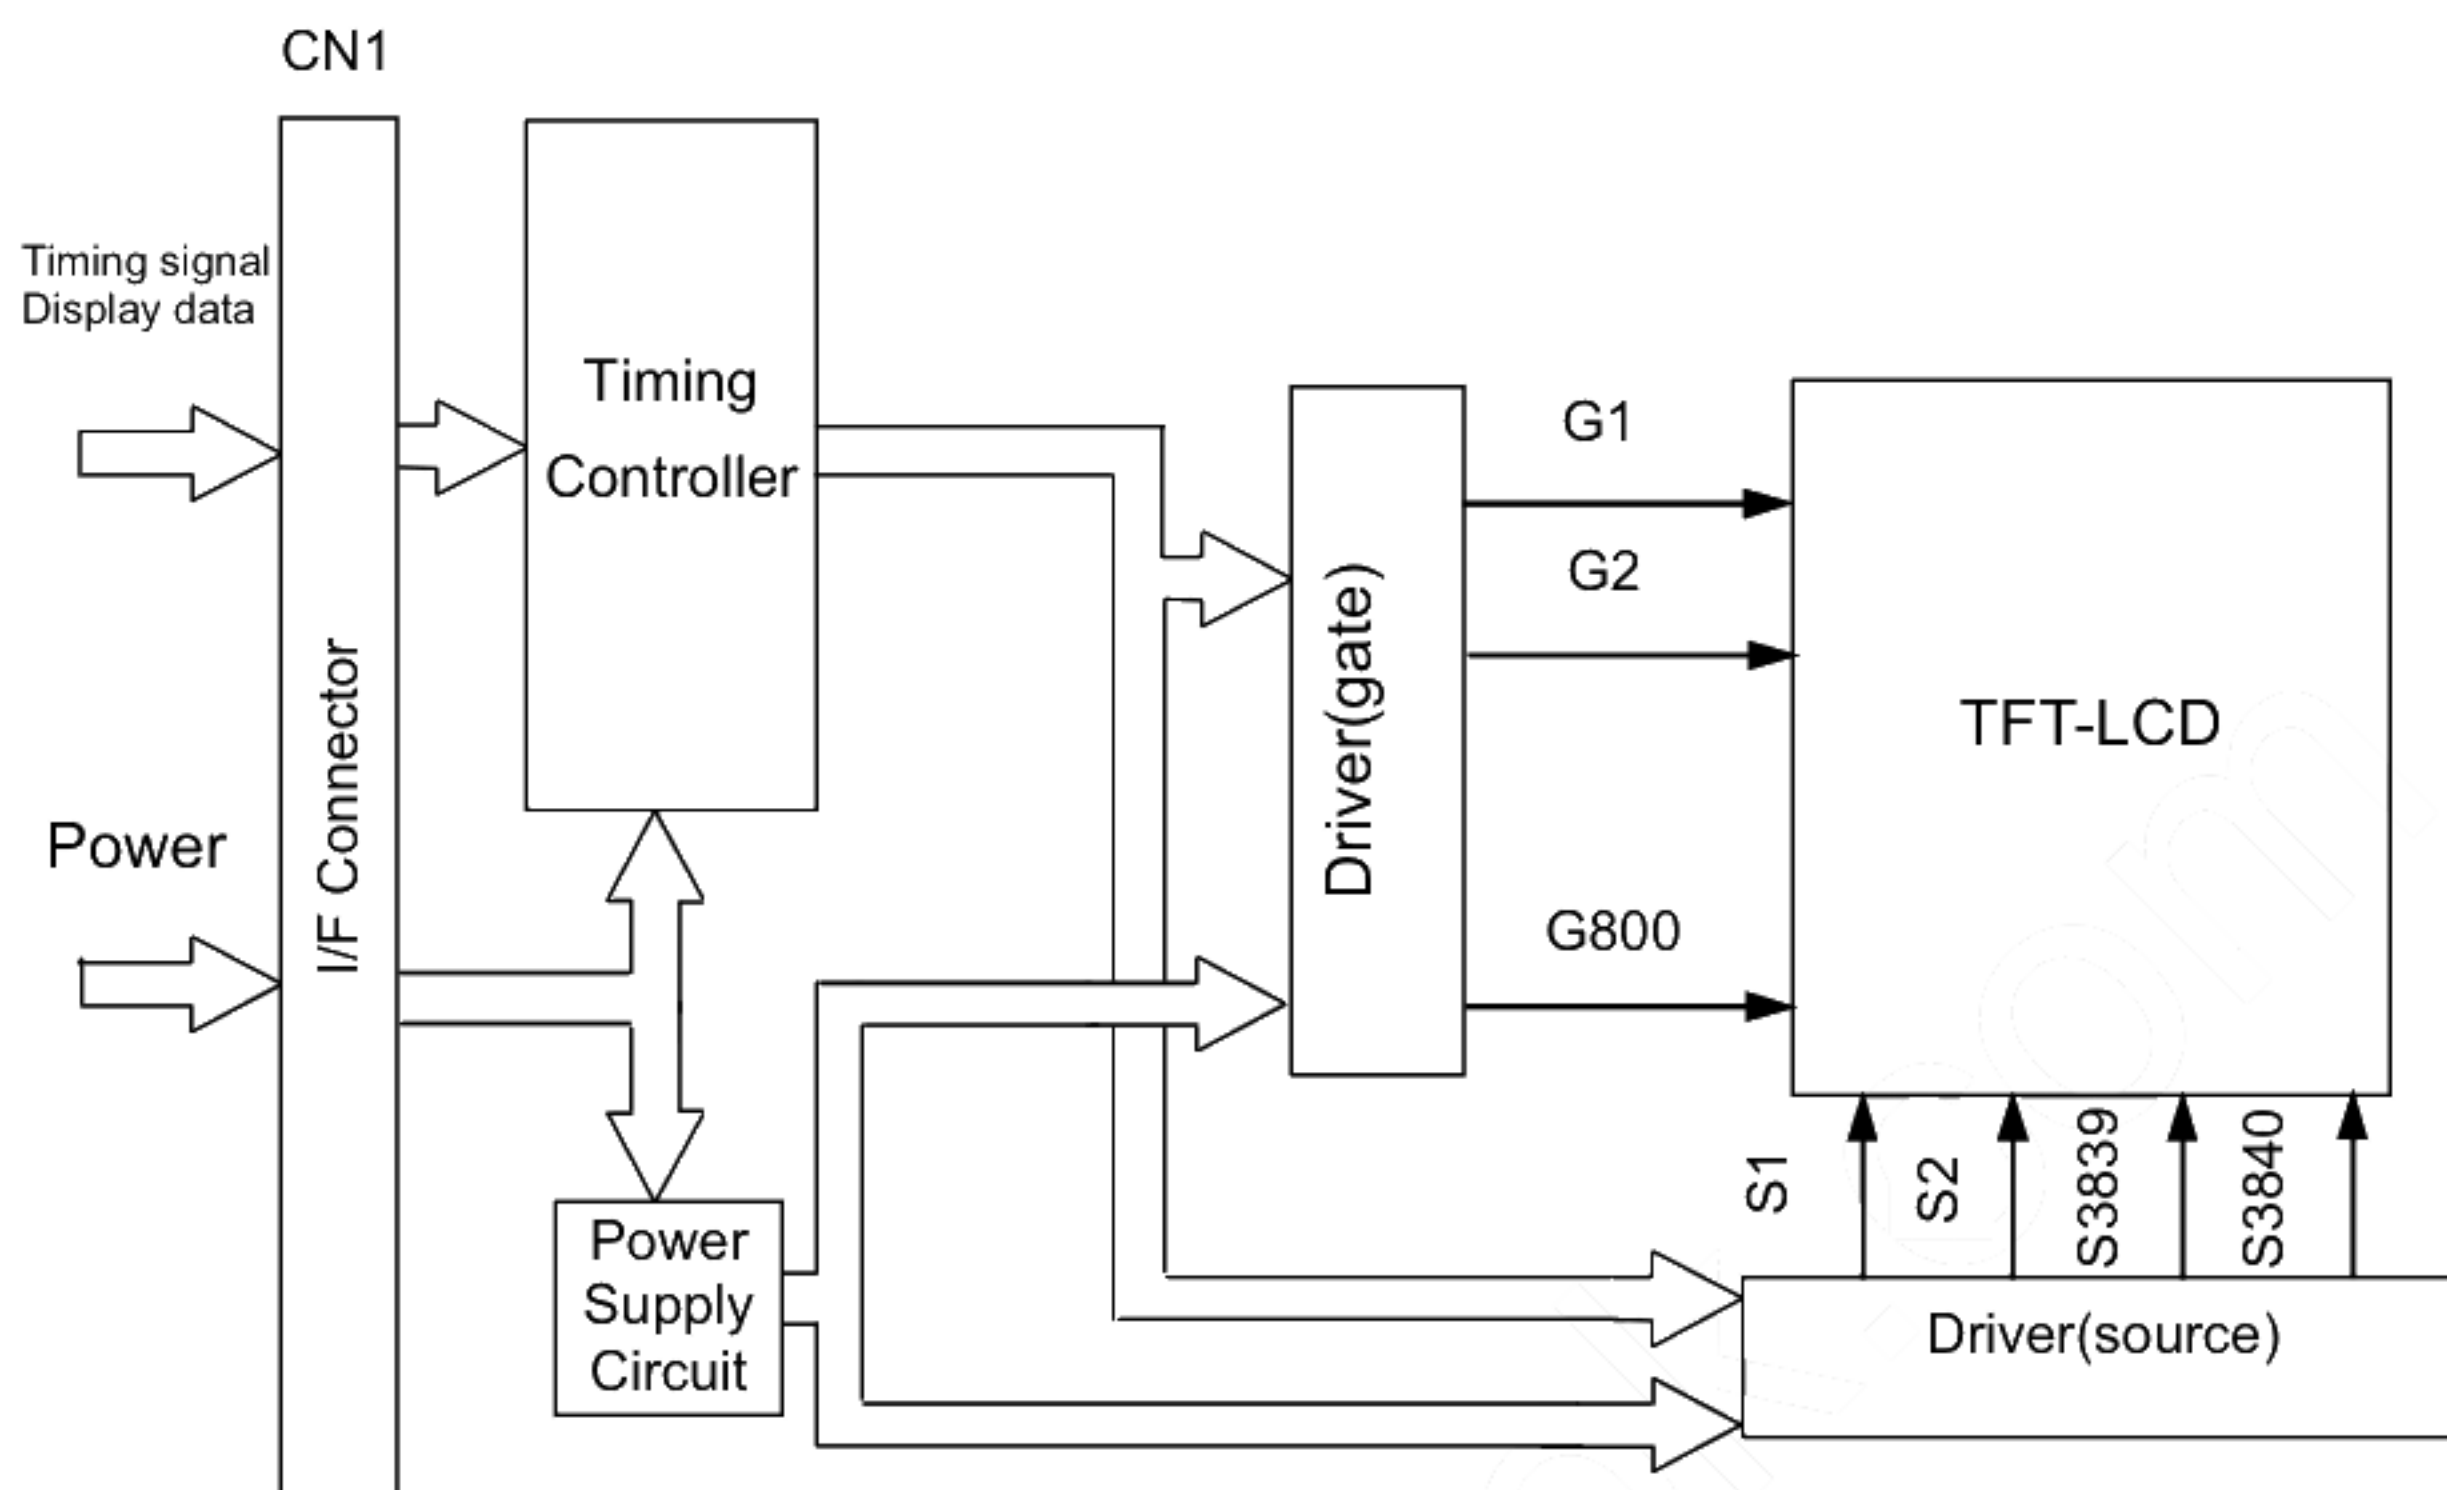 CN1
Timing signal
Display data
Power
I/F Connector
Timing
Controller
Power
Supply
Circuit
Driver(gate)
G1
G2
G800
TFT-LCD
S1
S2
S3839
S3840
Driver(source)